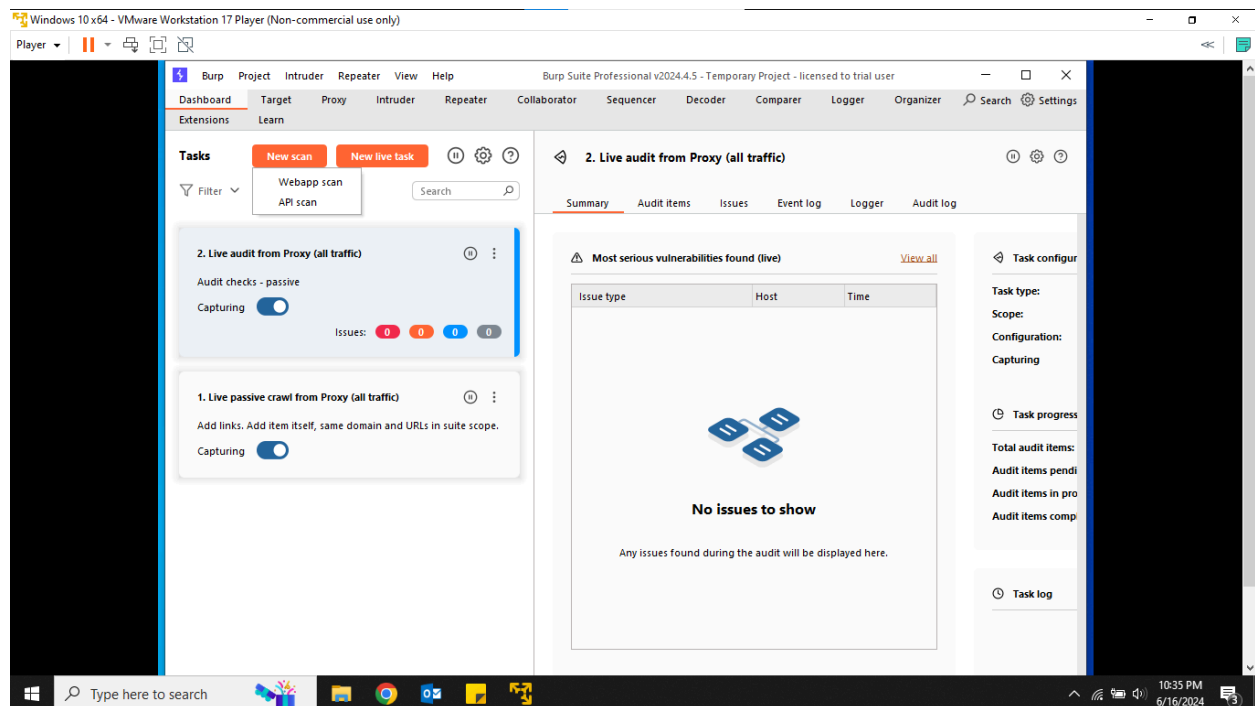 Windows 10 x64 - VMware Workstation 17 Player (Non-commercial use only)
Player
Burp Project Intruder Repeater View Help Burp Suite Professional v2024.4.5 - Temporary Project - licensed to trial user
Dashboard Target Proxy Intruder Repeater Collaborator Sequencer Decoder Comparer Logger Organizer Search Settings
Extensions Learn
Tasks New scan New live task
Filter Search
Webapp scan
API scan
2. Live audit from Proxy (all traffic)
Audit checks - passive
Capturing
Issues: 0 0 0 0
1. Live passive crawl from Proxy (all traffic)
Add links. Add item itself, same domain and URLs in suite scope.
Capturing
2. Live audit from Proxy (all traffic)
Summary Audit items Issues Event log Logger Audit log
Most serious vulnerabilities found (live) View all
Issue type Host Time
No issues to show
Any issues found during the audit will be displayed here.
Task configur
Task type:
Scope:
Configuration:
Capturing
Task progress
Total audit items:
Audit items pendi
Audit items in pro
Audit items comp
Task log
Type here to search
10:35 PM
6/16/2024
3